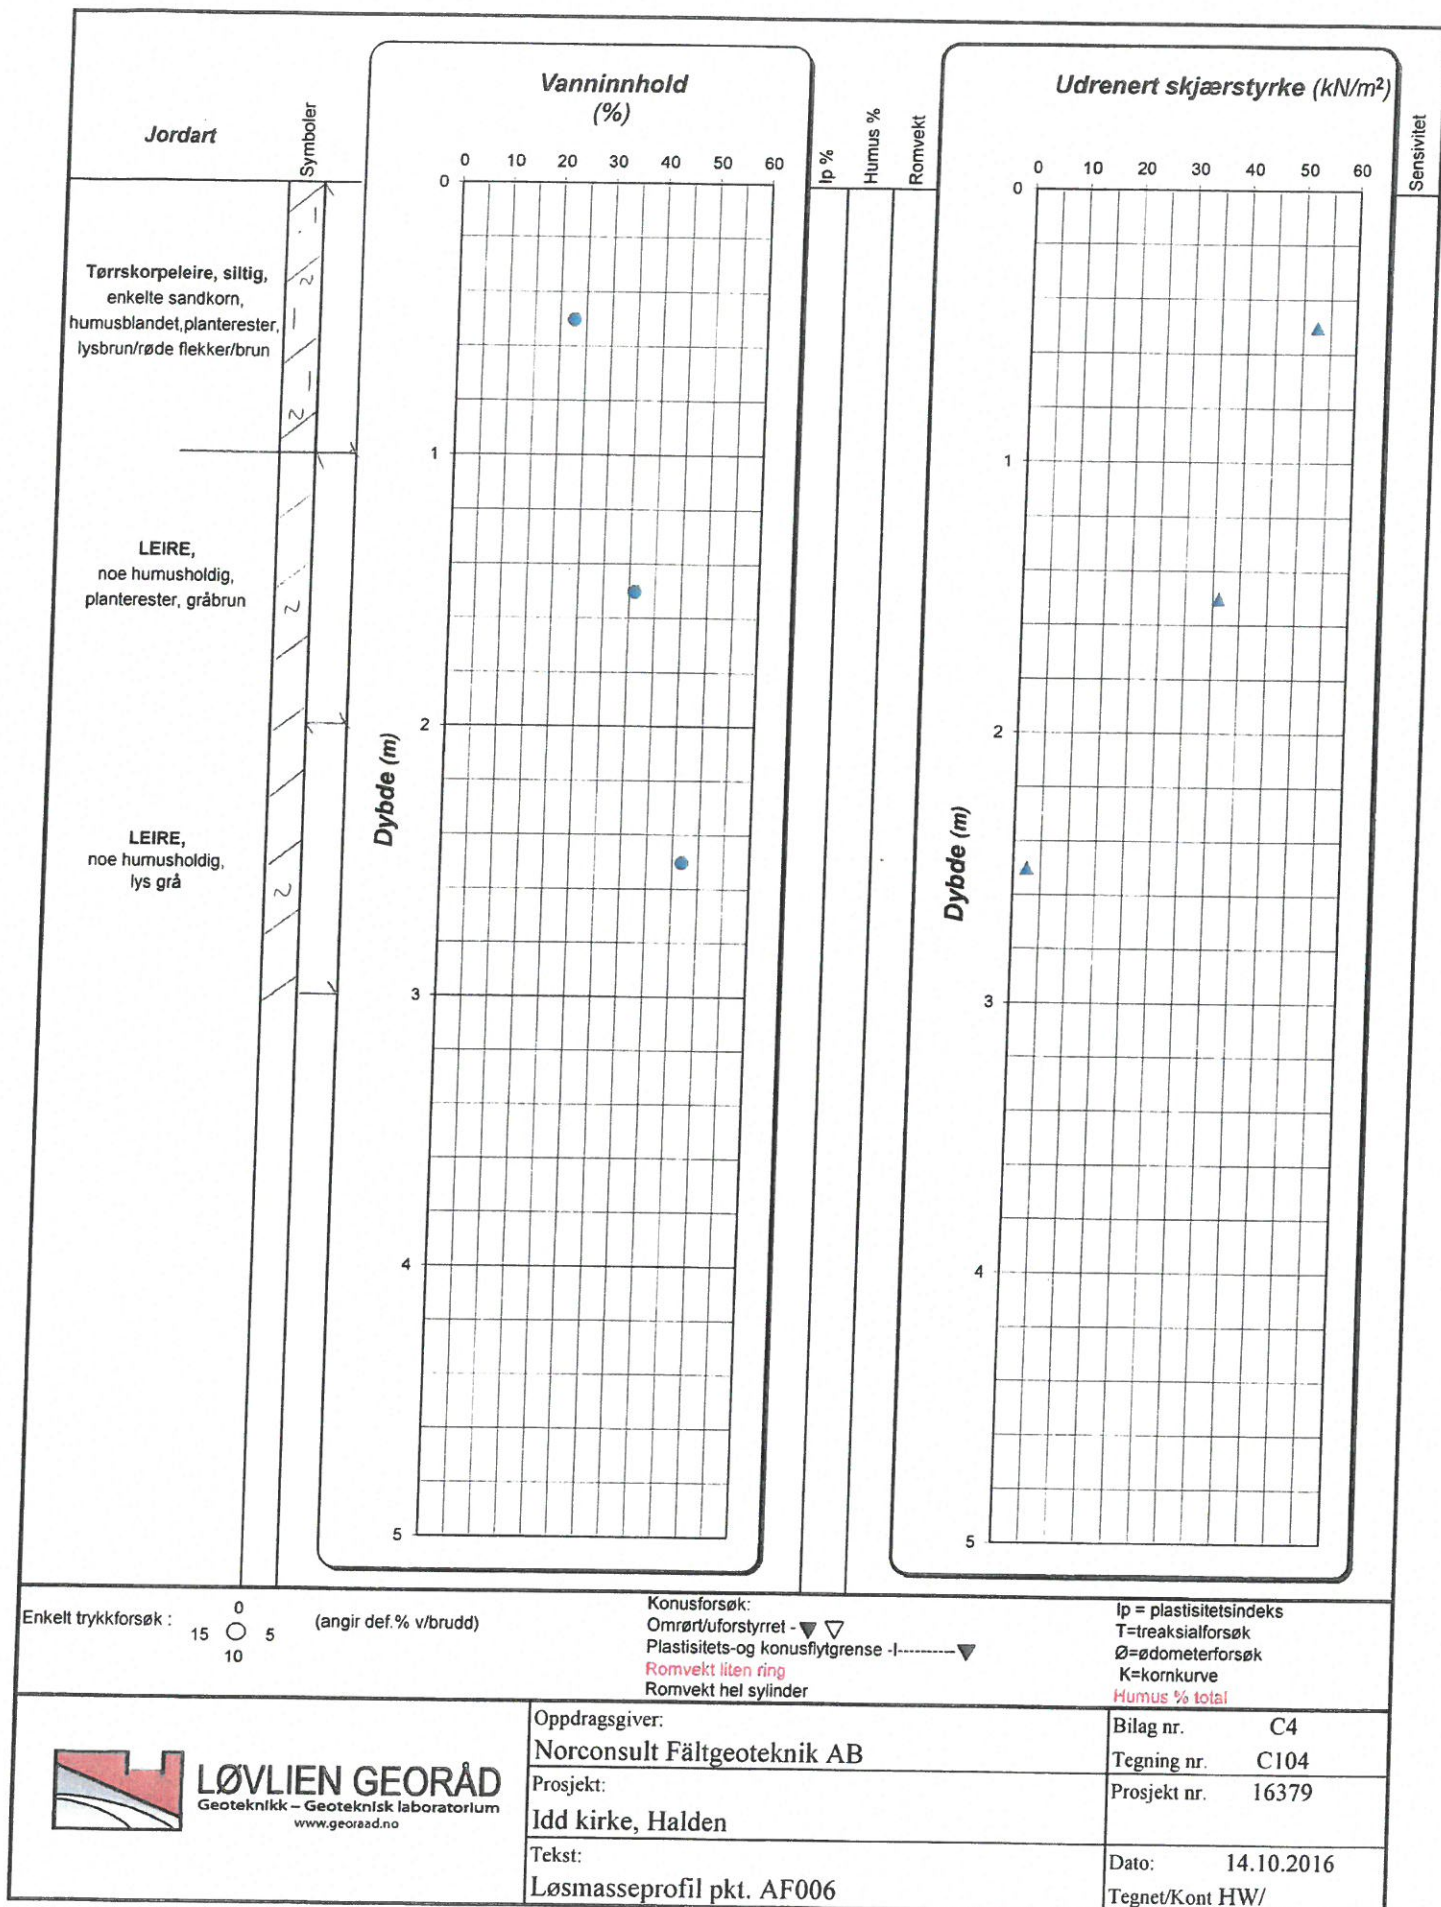 Jordart
Symboler
Vanninnhold
(%)
0 10 20 30 40 50 60
Ip %
Humus %
Romvekt
Udrenert skjærstyrke (kN/m²)
0 10 20 30 40 50 60
Sensivitet
0
1
2
3
4
5
Dybde (m)
0
1
2
3
4
5
Dybde (m)
Tørrskorpeleire, siltig,
enkelte sandkorn,
humusblandet,planterester,
lysbrun/røde flekker/brun
LEIRE,
noe humusholdig,
planterester, gråbrun
LEIRE,
noe humusholdig,
lys grå
Enkelt trykkforsøk :
0
15 5
10
(angir def.% v/brudd)
Konusforsøk:
Omrørt/uforstyrret - ▼ ▽
Plastisitets-og konusflytgrense -I----------▼
Romvekt liten ring
Romvekt hel sylinder
Ip = plastisitetsindeks
T=treaksialforsøk
Ø=ødometerforsøk
K=kornkurve
Humus % total
LØVLIEN GEORÅD
Geoteknikk – Geoteknisk laboratorium
www.georaad.no
Oppdragsgiver:
Norconsult Fältgeoteknik AB
Prosjekt:
Idd kirke, Halden
Tekst:
Løsmasseprofil pkt. AF006
Bilag nr. C4
Tegning nr. C104
Prosjekt nr. 16379
Dato: 14.10.2016
Tegnet/Kont HW/